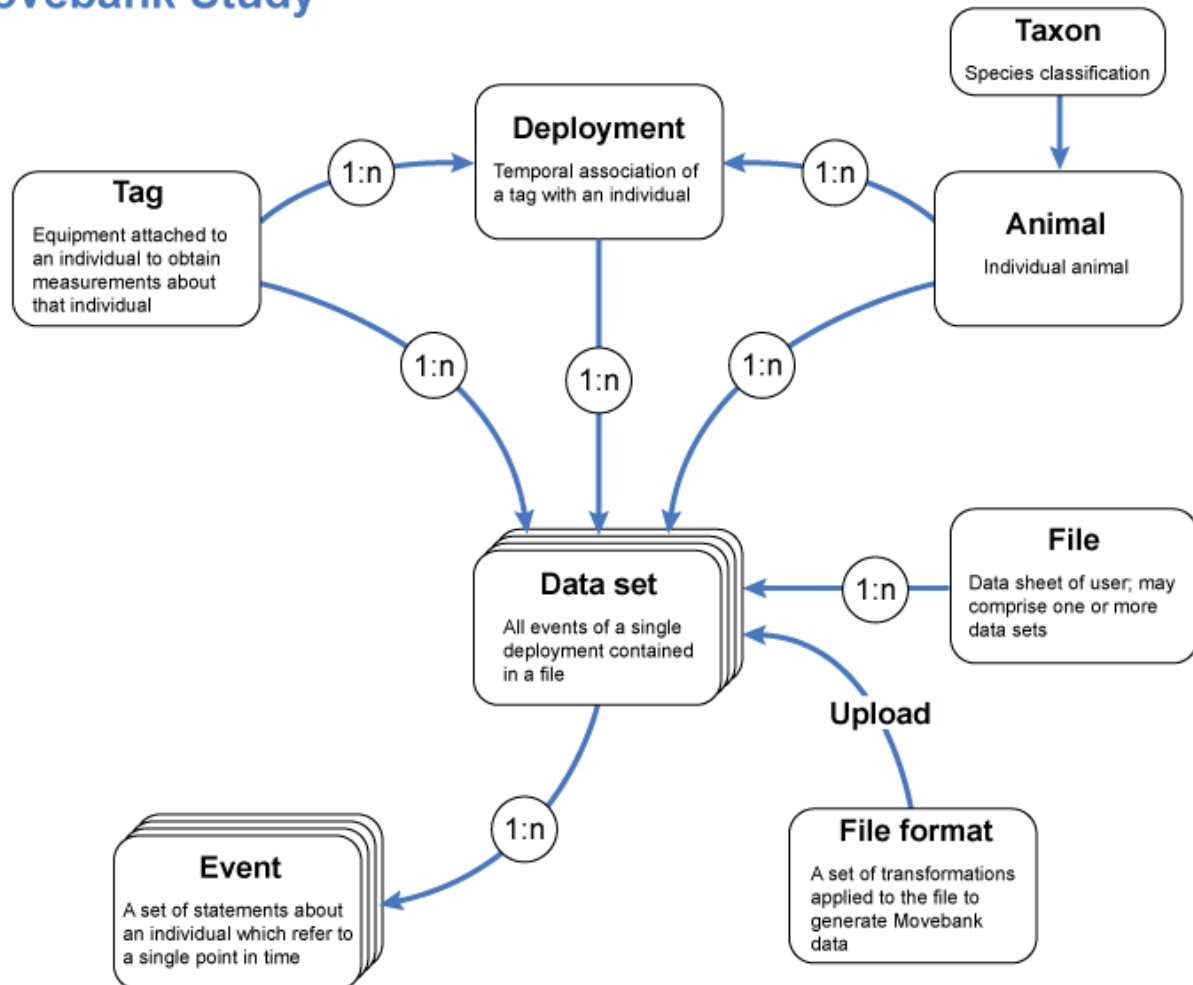 ovebank Study
Taxon
Species classification
Deployment
Temporal association of
a tag with an individual
1:n
1:n
Tag
Equipment attached to
an individual to obtain
measurements about
that individual
Animal
Individual animal
1:n
1:n
1:n
Data set
All events of a single
deployment contained
in a file
1:n
File
Data sheet of user; may
comprise one or more
data sets
Upload
1:n
File format
A set of transformations
applied to the file to
generate Movebank
data
Event
A set of statements about
an individual which refer to
a single point in time